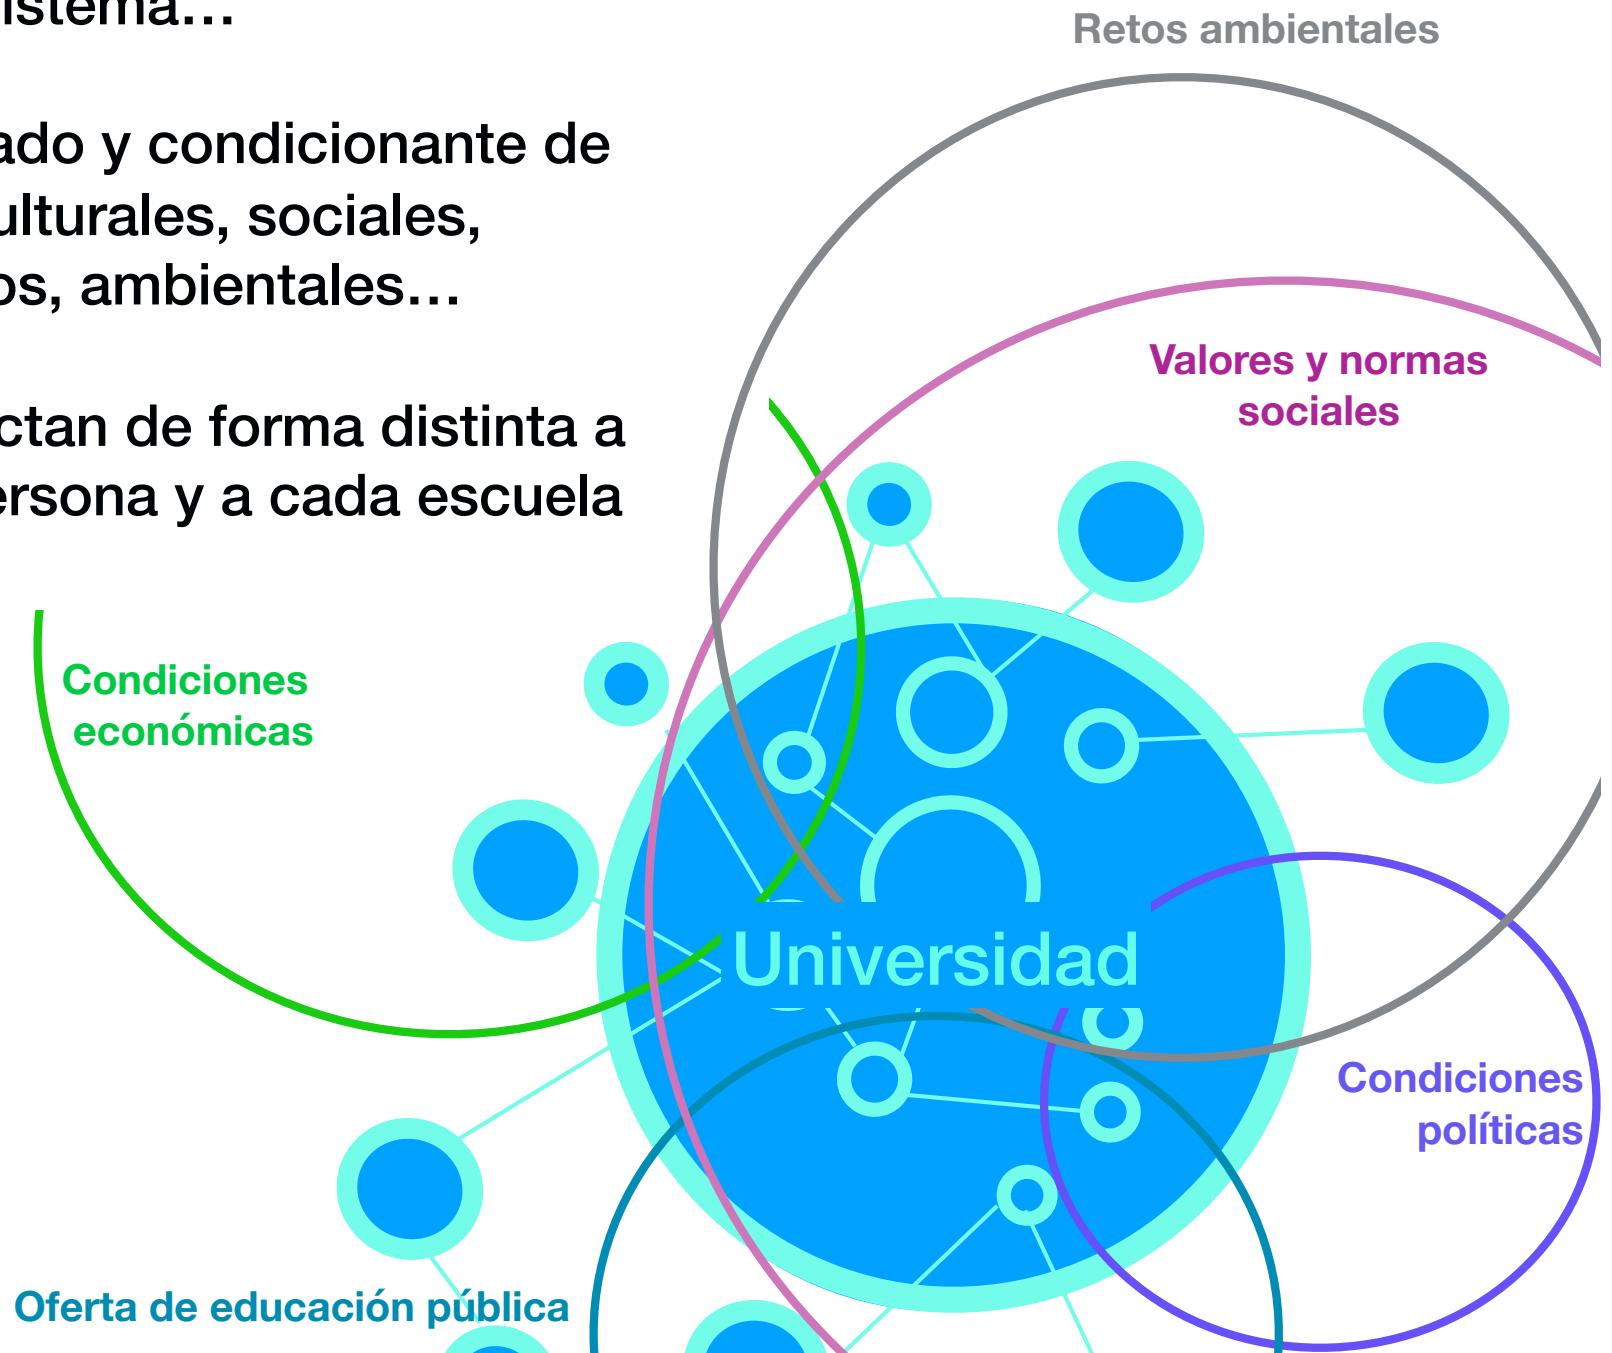 istema…
Retos ambientales
ado y condicionante de
ulturales, sociales,
os, ambientales…
Valores y normas
sociales
ctan de forma distinta a
ersona y a cada escuela
Condiciones
económicas
Universidad
Condiciones
políticas
Oferta de educación pública